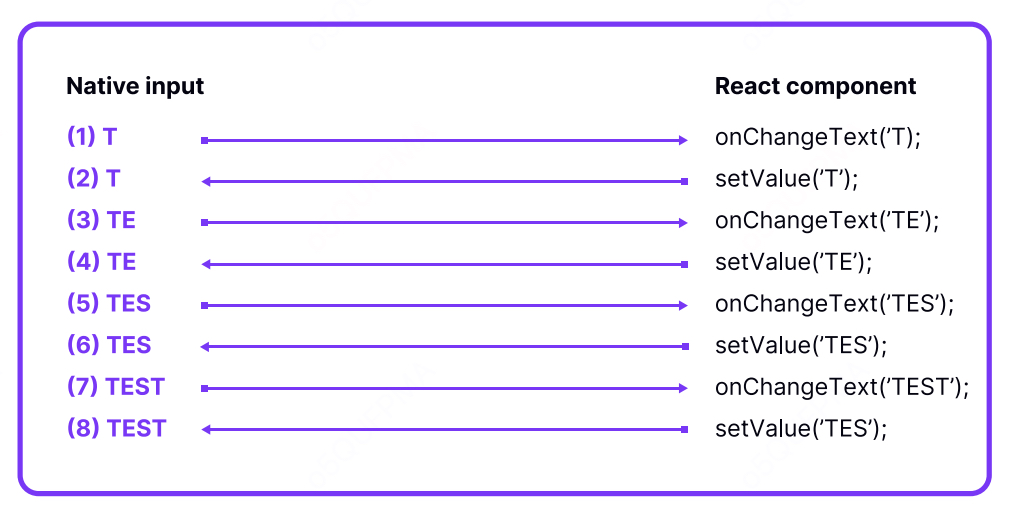 Native input React component
(1) T onChangeText(’T);
(2) T setValue(’T’);
(3) TE onChangeText(’TE’);
(4) TE setValue(’TE’);
(5) TES onChangeText(’TES’);
(6) TES setValue(’TES’);
(7) TEST onChangeText(’TEST’);
(8) TEST setValue(’TES’);